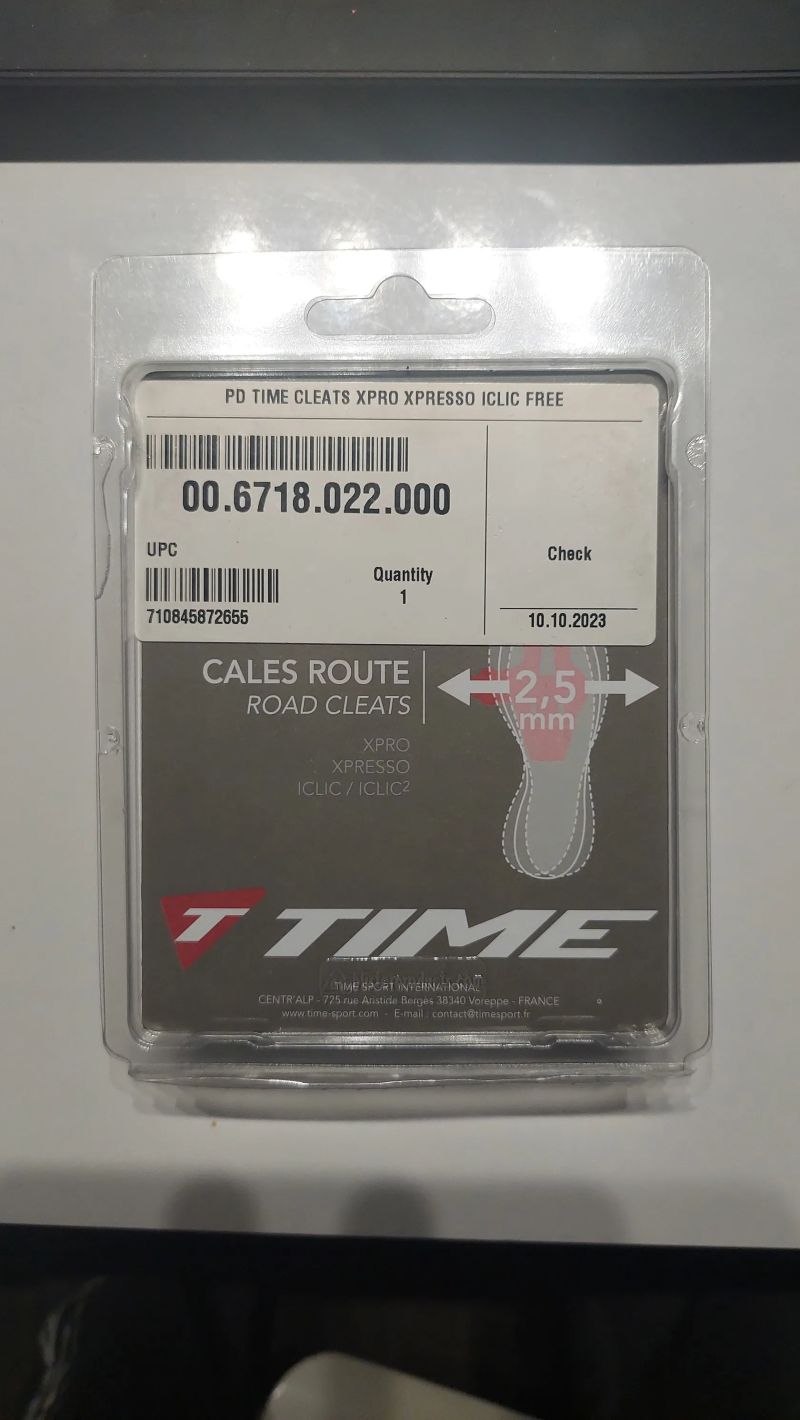 PD TIME CLEATS XPRO XPRESSO ICLIC FREE
00.6718.022.000
UPC
Quantity
1
710845872655
Check
10.10.2023
CALES ROUTE
ROAD CLEATS
2,5
mm
XPRO
XPRESSO
ICLIC / ICLIC²
T TIME
TIME SPORT INTERNATIONAL
CENTR'ALP - 725 rue Aristide Bergès 38340 Voreppe - FRANCE
www.time-sport.com - E-mail : contact@timesport.fr